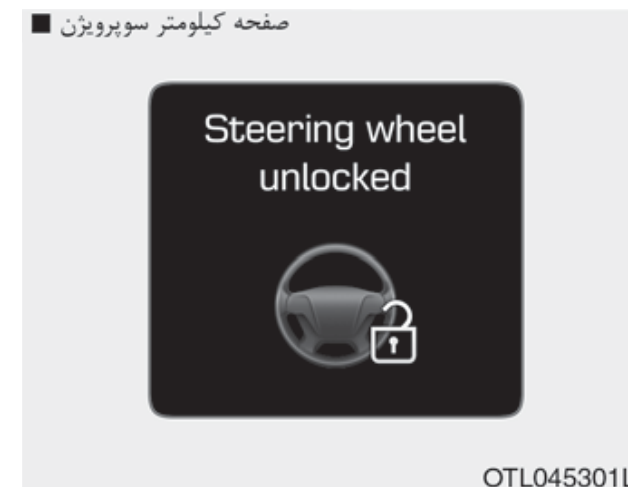 ■ صفحه کیلومتر سوپرویژن
Steering wheel
unlocked
OTL045301L